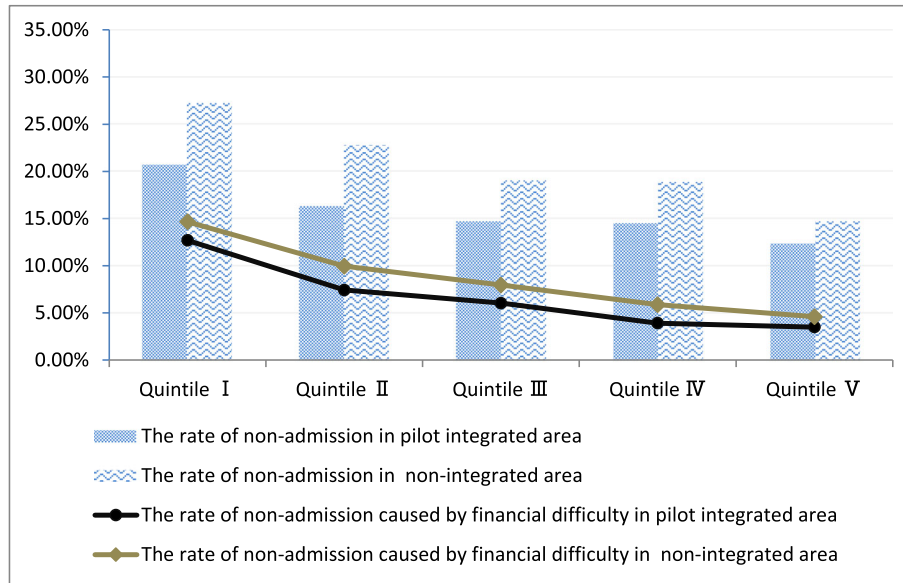 35.00%
30.00%
25.00%
20.00%
15.00%
10.00%
5.00%
0.00%
Quintile Ⅰ Quintile Ⅱ Quintile Ⅲ Quintile Ⅳ Quintile Ⅴ
The rate of non-admission in pilot integrated area
The rate of non-admission in non-integrated area
The rate of non-admission caused by financial difficulty in pilot integrated area
The rate of non-admission caused by financial difficulty in non-integrated area